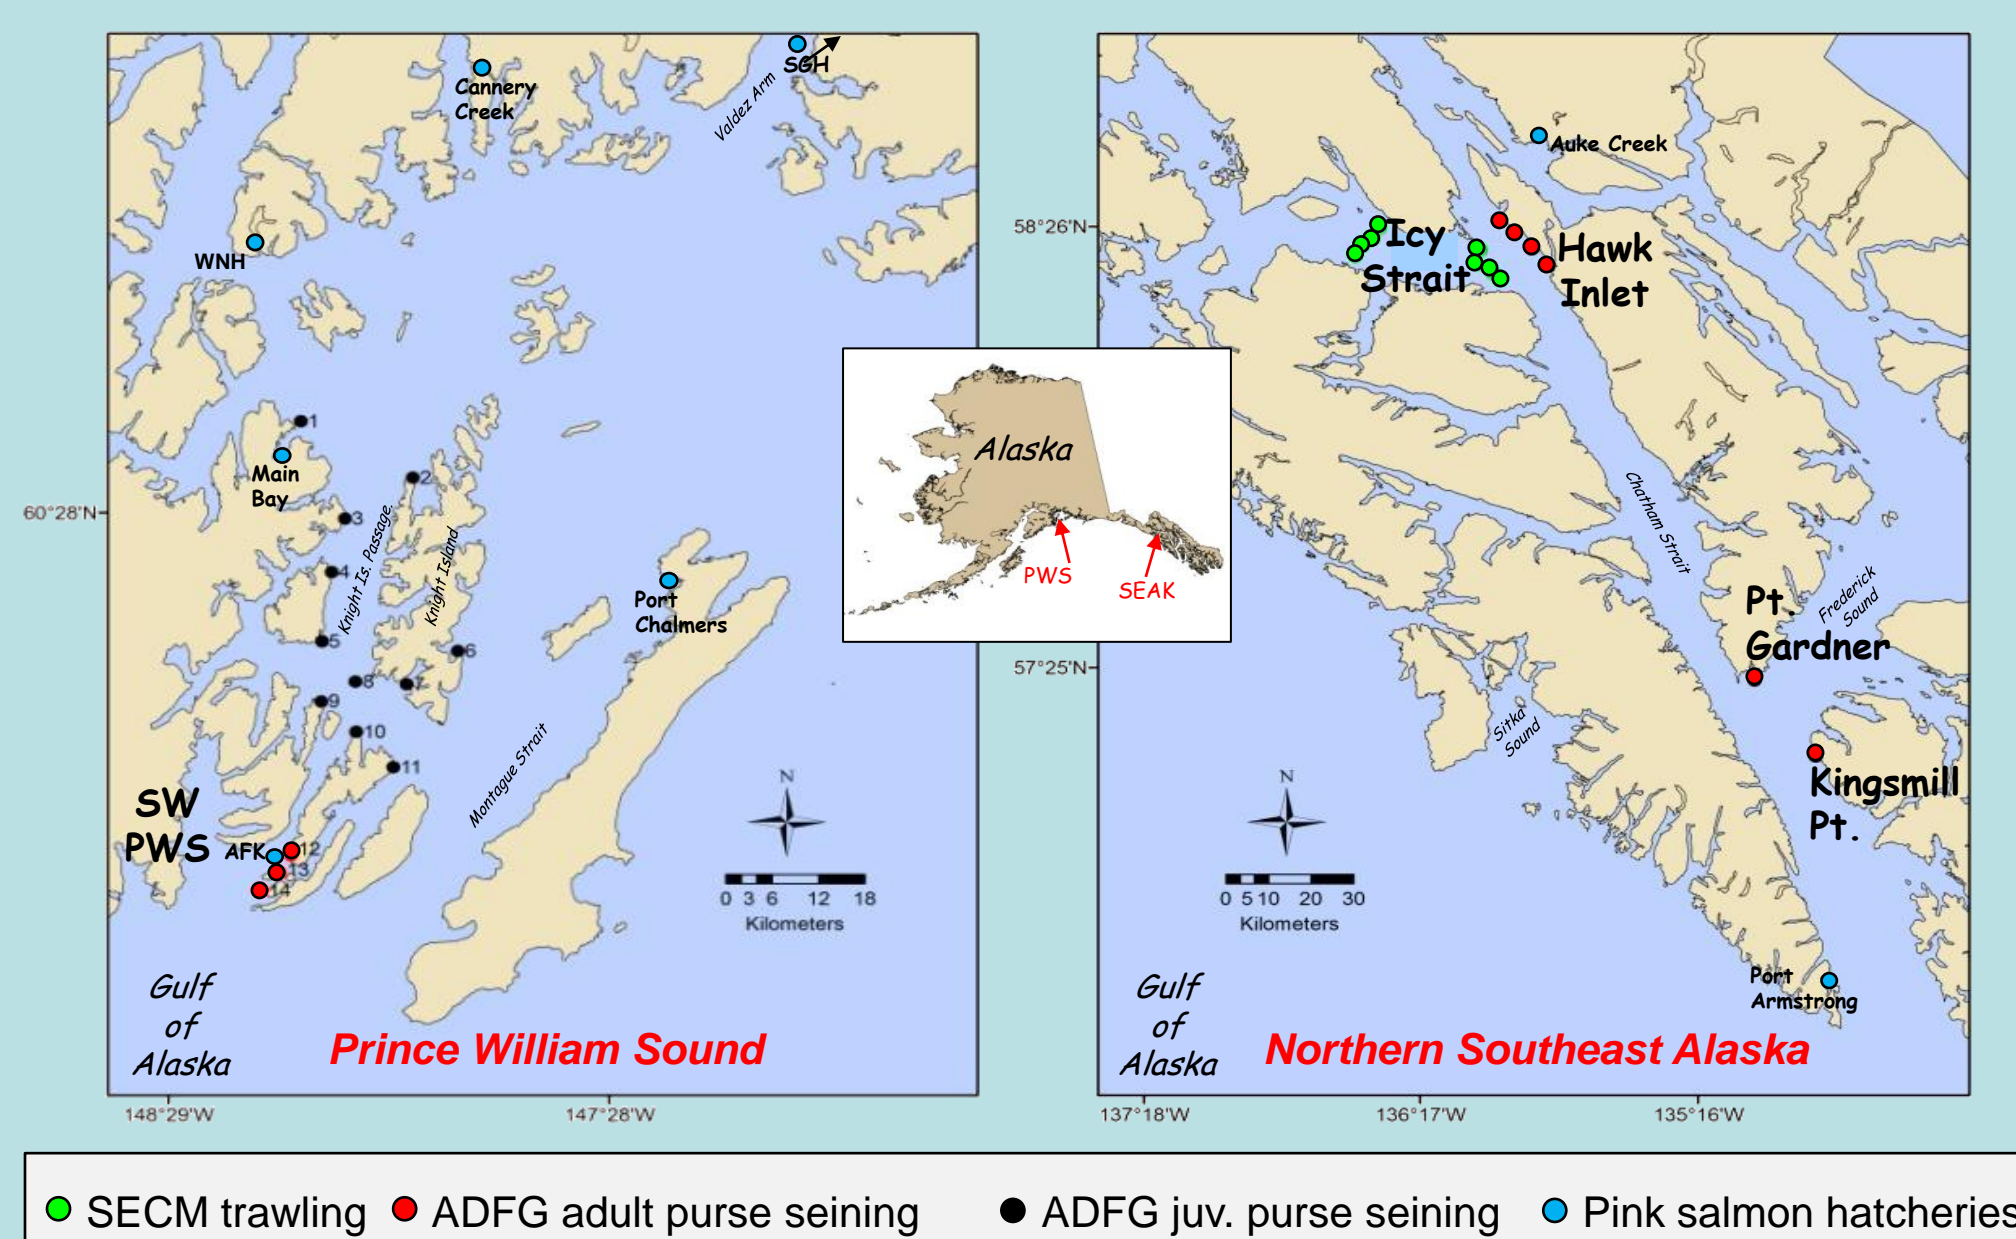 SGH
Cannery
Creek
Valdez Arm
WNH
1
Main
Bay
2
3
60°28'N
Knight Is. Passage
Knight Island
4
5
6
7
8
9
10
11
Port
Chalmers
Montague Strait
SW
PWS
AFK
12
13
14
N
0 3 6 12 18
Kilometers
Gulf
of
Alaska
Prince William Sound
148°29'W
147°28'W
Alaska
PWS
SEAK
Auke Creek
58°26'N
Icy
Strait
Hawk
Inlet
Chatham Strait
Pt.
Gardner
Frederick
Sound
57°25'N
Sitka
Sound
Kingsmill
Pt.
N
0 5 10 20 30
Kilometers
Port
Armstrong
Gulf
of
Alaska
Northern Southeast Alaska
137°18'W
136°17'W
135°16'W
SECM trawling
ADFG adult purse seining
ADFG juv. purse seining
Pink salmon hatcheries